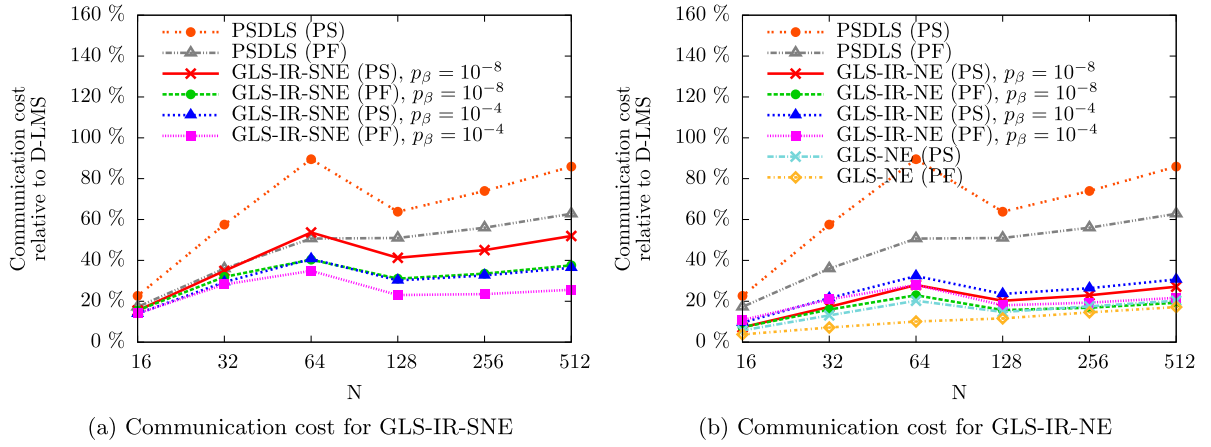 160 %
140 %
120 %
100 %
80 %
60 %
40 %
20 %
0 %
Communication cost
relative to D-LMS
PSDLS (PS)
PSDLS (PF)
GLS-IR-SNE (PS), p_β = 10^−8
GLS-IR-SNE (PF), p_β = 10^−8
GLS-IR-SNE (PS), p_β = 10^−4
GLS-IR-SNE (PF), p_β = 10^−4
16 32 64 128 256 512
N
(a) Communication cost for GLS-IR-SNE
160 %
140 %
120 %
100 %
80 %
60 %
40 %
20 %
0 %
Communication cost
relative to D-LMS
PSDLS (PS)
PSDLS (PF)
GLS-IR-NE (PS), p_β = 10^−8
GLS-IR-NE (PF), p_β = 10^−8
GLS-IR-NE (PS), p_β = 10^−4
GLS-IR-NE (PF), p_β = 10^−4
GLS-NE (PS)
GLS-NE (PF)
16 32 64 128 256 512
N
(b) Communication cost for GLS-IR-NE